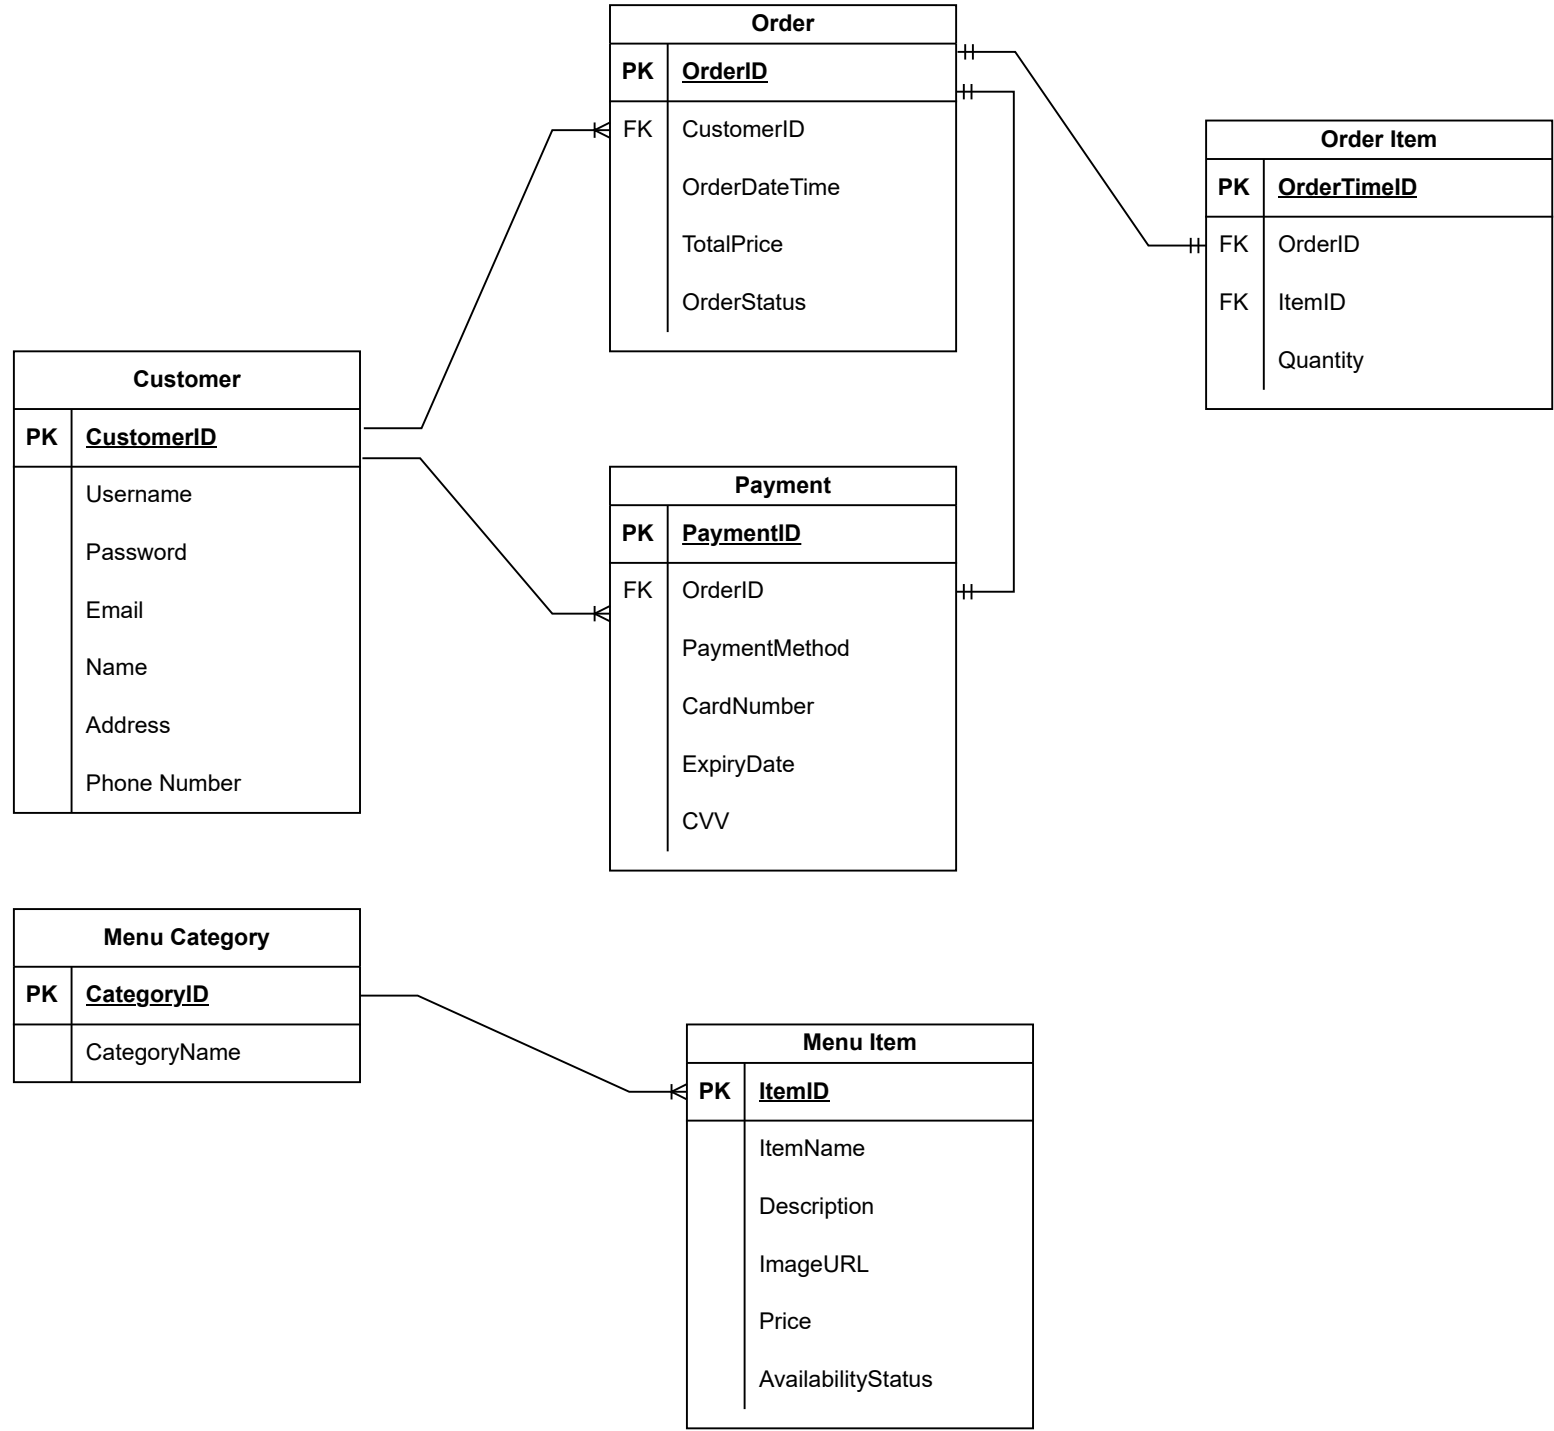 Order
PK OrderID
FK CustomerID
OrderDateTime
TotalPrice
OrderStatus
Order Item
PK OrderTimeID
FK OrderID
FK ItemID
Quantity
Customer
PK CustomerID
Username
Password
Email
Name
Address
Phone Number
Payment
PK PaymentID
FK OrderID
PaymentMethod
CardNumber
ExpiryDate
CVV
Menu Category
PK CategoryID
CategoryName
Menu Item
PK ItemID
ItemName
Description
ImageURL
Price
AvailabilityStatus